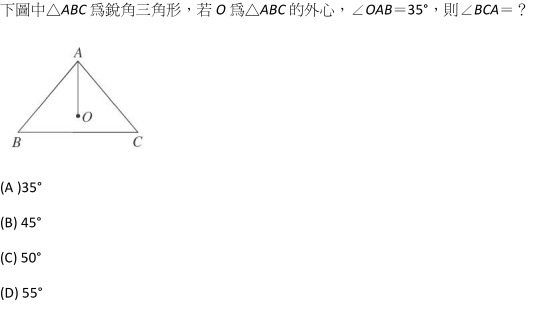 下圖中△ABC 為銳角三角形，若 O 為△ABC 的外心，∠OAB＝35°，則∠BCA＝？
A
O
B
C
(A )35°
(B) 45°
(C) 50°
(D) 55°